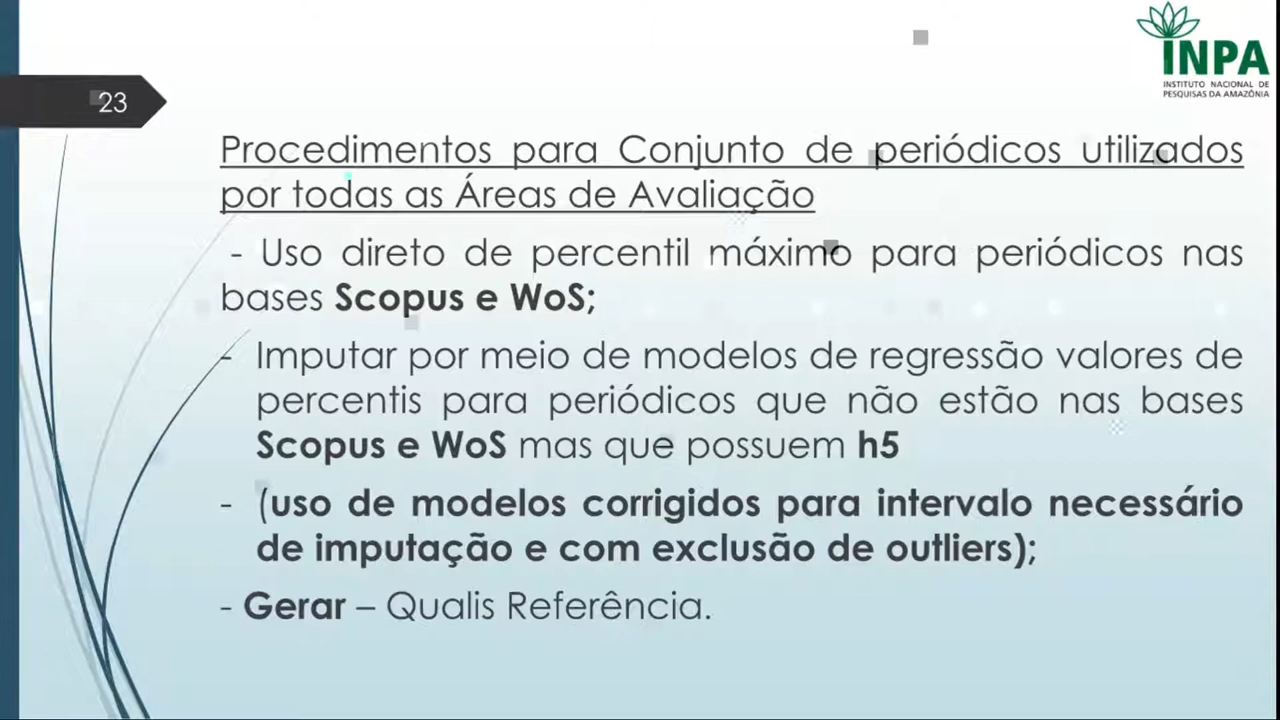 INPA
INSTITUTO NACIONAL DE
PESQUISAS DA AMAZÔNIA
23
Procedimentos para Conjunto de periódicos utilizados
por todas as Áreas de Avaliação
- Uso direto de percentil máximo para periódicos nas
bases Scopus e WoS;
- Imputar por meio de modelos de regressão valores de
percentis para periódicos que não estão nas bases
Scopus e WoS mas que possuem h5
- (uso de modelos corrigidos para intervalo necessário
de imputação e com exclusão de outliers);
- Gerar – Qualis Referência.